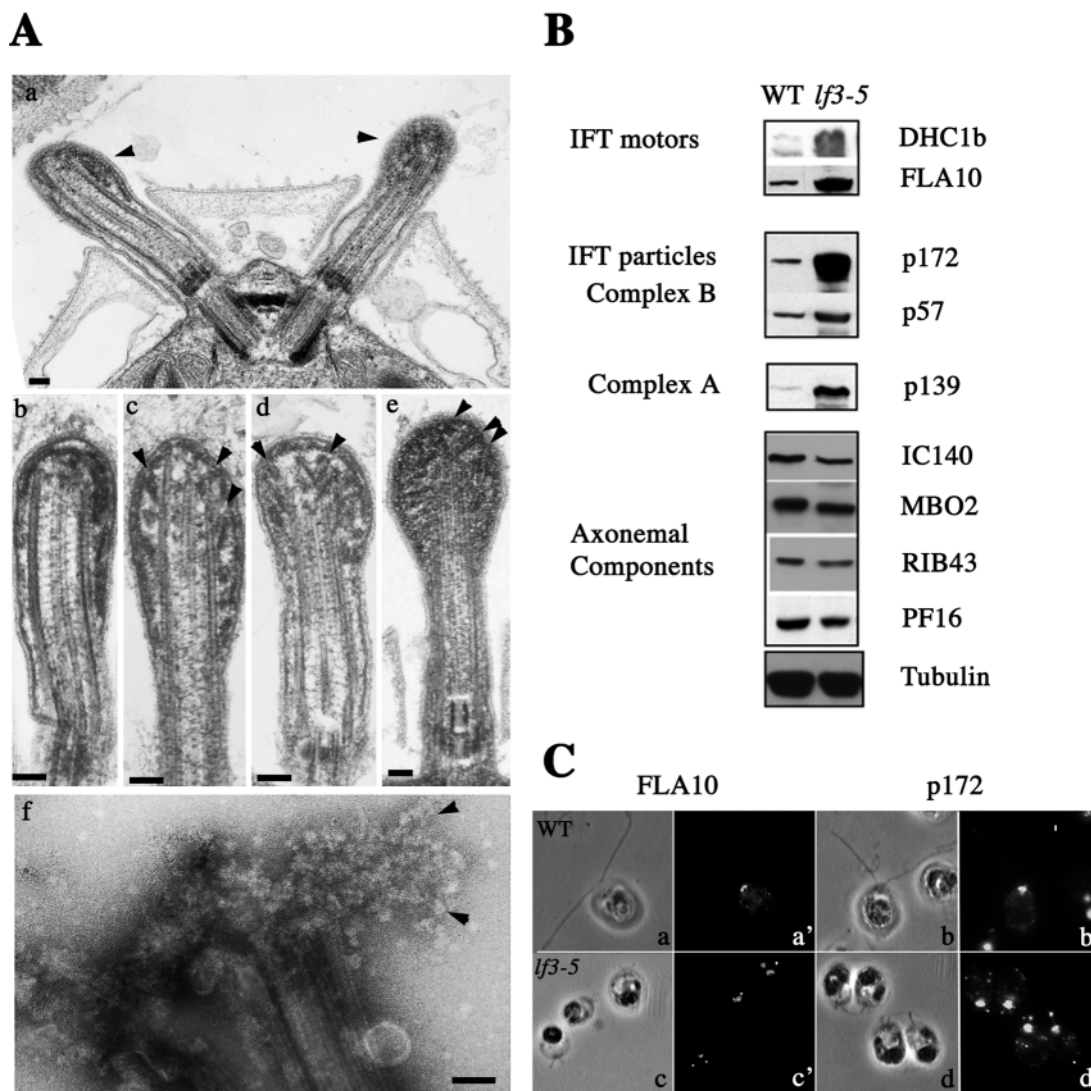 A
B
a
b
c
d
e
f
WT lf3-5
IFT motors
DHC1b
FLA10
IFT particles
Complex B
p172
p57
Complex A
p139
Axonemal
Components
IC140
MBO2
RIB43
PF16
Tubulin
C
FLA10 p172
WT
a a' b b'
lf3-5
c c' d d'